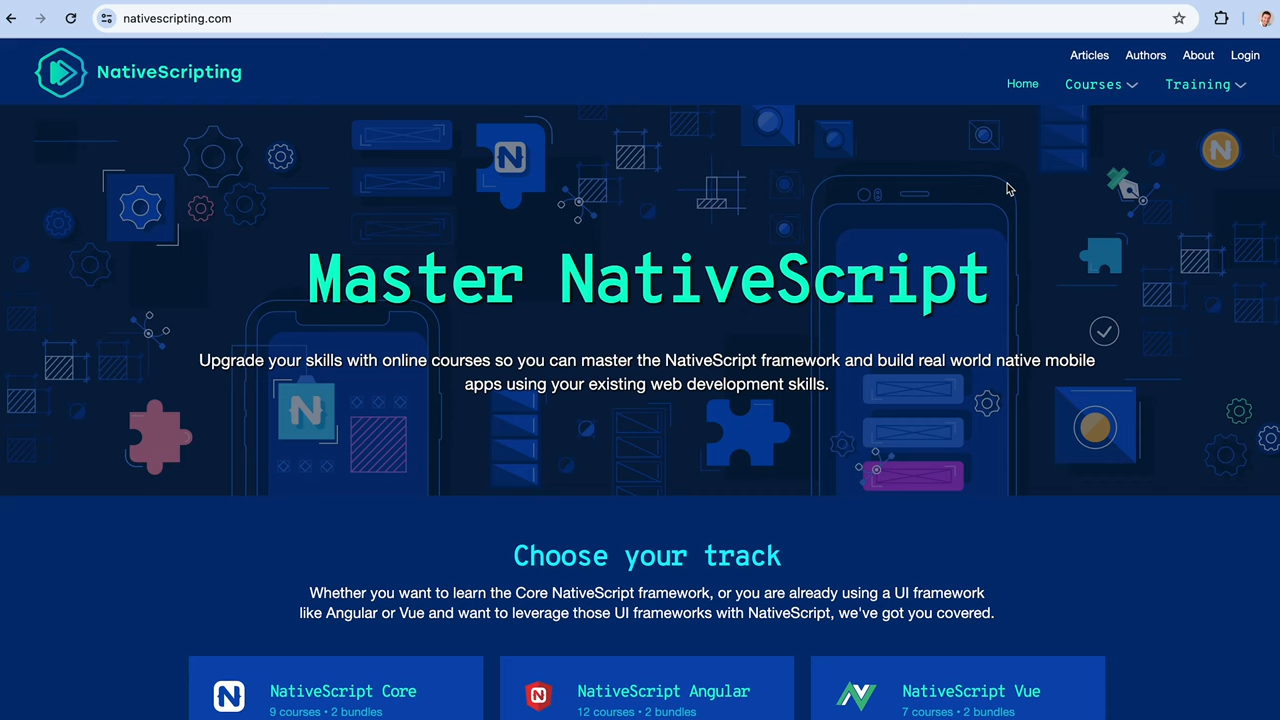 nativescripting.com
NativeScripting
Articles Authors About Login
Home Courses Training
Master NativeScript
Upgrade your skills with online courses so you can master the NativeScript framework and build real world native mobile
apps using your existing web development skills.
Choose your track
Whether you want to learn the Core NativeScript framework, or you are already using a UI framework
like Angular or Vue and want to leverage those UI frameworks with NativeScript, we've got you covered.
NativeScript Core
9 courses • 2 bundles
NativeScript Angular
12 courses • 2 bundles
NativeScript Vue
7 courses • 2 bundles